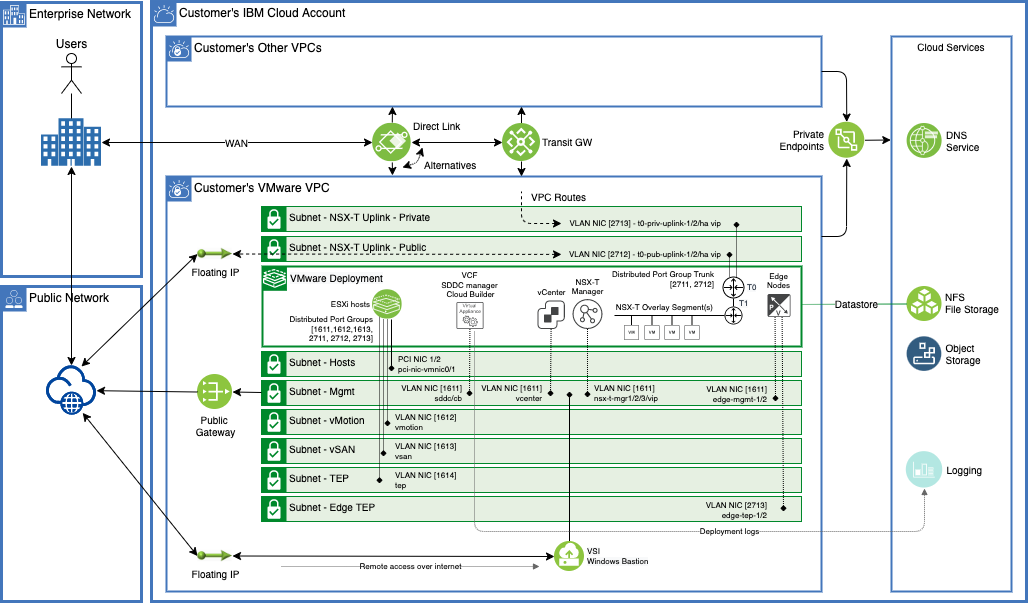 Enterprise Network
Users
Customer's IBM Cloud Account
Customer's Other VPCs
Cloud Services
WAN
Direct Link
Alternatives
Transit GW
Private
Endpoints
DNS
Service
Customer's VMware VPC
VPC Routes
Subnet - NSX-T Uplink - Private
VLAN NIC [2713] - t0-priv-uplink-1/2/ha vip
Subnet - NSX-T Uplink - Public
VLAN NIC [2712] - t0-pub-uplink-1/2/ha vip
Floating IP
VMware Deployment
ESXi hosts
Distributed Port Groups
[1611,1612,1613,
2711, 2712, 2713]
VCF
SDDC manager
Cloud Builder
Virtual
Appliance
vCenter
NSX-T
Manager
Distributed Port Group Trunk
[2711, 2712]
T0
T1
NSX-T Overlay Segment(s)
VM
VM
VM
VM
Edge
Nodes
P
V
Datastore
NFS
File Storage
Object
Storage
Public Network
Subnet - Hosts
PCI NIC 1/2
pci-nic-vmnic0/1
Subnet - Mgmt
VLAN NIC [1611]
sddc/cb
VLAN NIC [1611]
vcenter
VLAN NIC [1611]
nsx-t-mgr1/2/3/vip
VLAN NIC [1611]
edge-mgmt-1/2
Public
Gateway
Subnet - vMotion
VLAN NIC [1612]
vmotion
Subnet - vSAN
VLAN NIC [1613]
vsan
Subnet - TEP
VLAN NIC [1614]
tep
Subnet - Edge TEP
VLAN NIC [2713]
edge-tep-1/2
Logging
Deployment logs
Floating IP
Remote access over internet
VSI
Windows Bastion